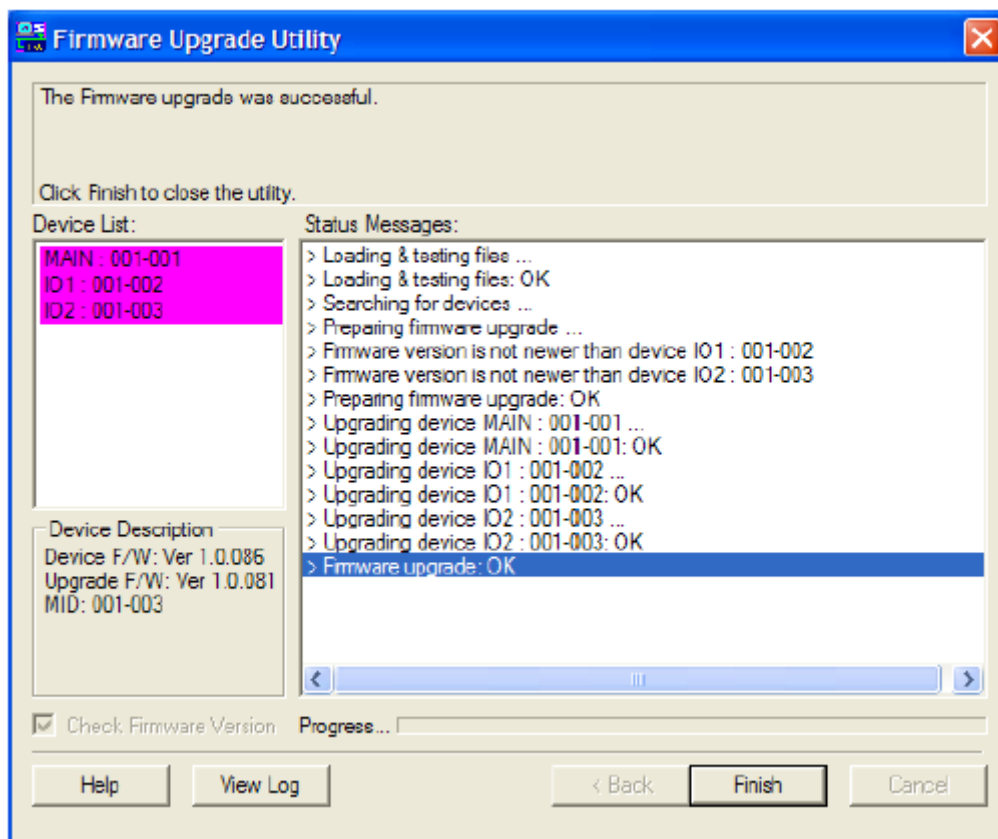 Firmware Upgrade Utility
The Firmware upgrade was successful.
Click Finish to close the utility.
Device List:
MAIN : 001-001
IO1 : 001-002
IO2 : 001-003
Device Description
Device F/W: Ver 1.0.086
Upgrade F/W: Ver 1.0.081
MID: 001-003
Status Messages:
> Loading & testing files ...
> Loading & testing files: OK
> Searching for devices ...
> Preparing firmware upgrade ...
> Firmware version is not newer than device IO1 : 001-002
> Firmware version is not newer than device IO2 : 001-003
> Preparing firmware upgrade: OK
> Upgrading device MAIN : 001-001 ...
> Upgrading device MAIN : 001-001: OK
> Upgrading device IO1 : 001-002 ...
> Upgrading device IO1 : 001-002: OK
> Upgrading device IO2 : 001-003 ...
> Upgrading device IO2 : 001-003: OK
> Firmware upgrade: OK
Check Firmware Version
Progress...
Help
View Log
< Back
Finish
Cancel